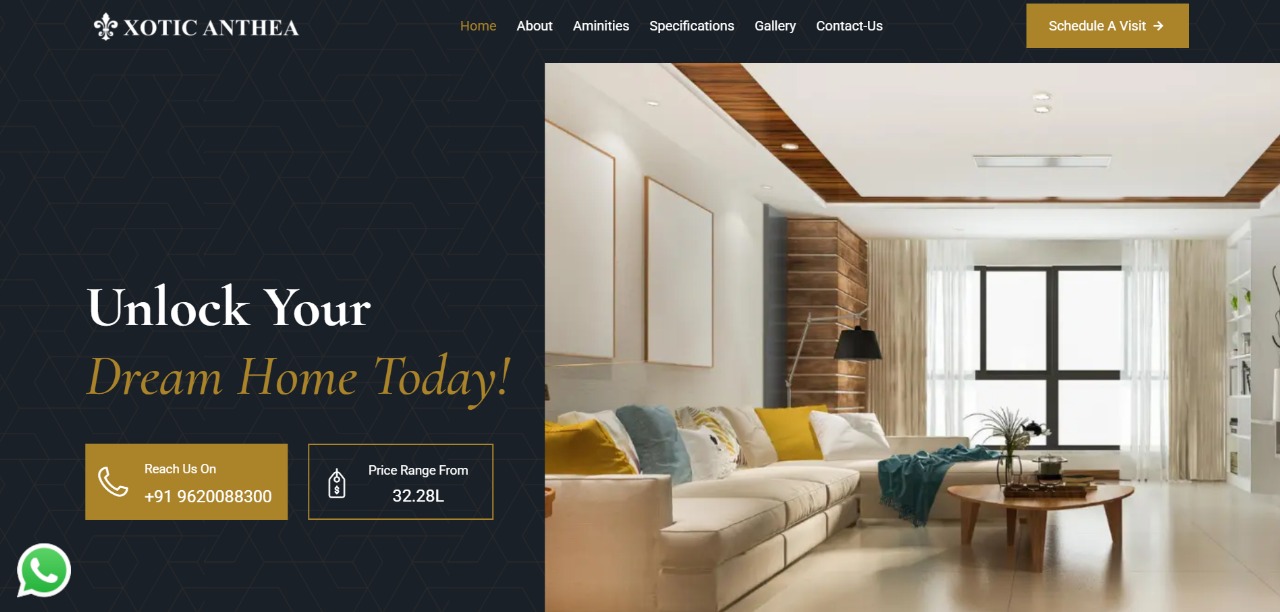 XOTIC ANTHEA
Home About Aminities Specifications Gallery Contact-Us
Schedule A Visit →
Unlock Your
Dream Home Today!
Reach Us On
+91 9620088300
Price Range From
32.28L